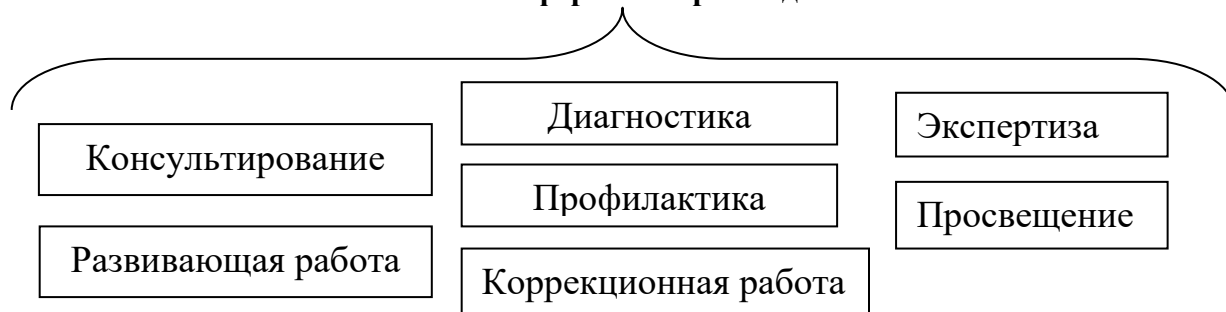 Консультирование
Развивающая работа
Диагностика
Профилактика
Коррекционная работа
Экспертиза
Просвещение